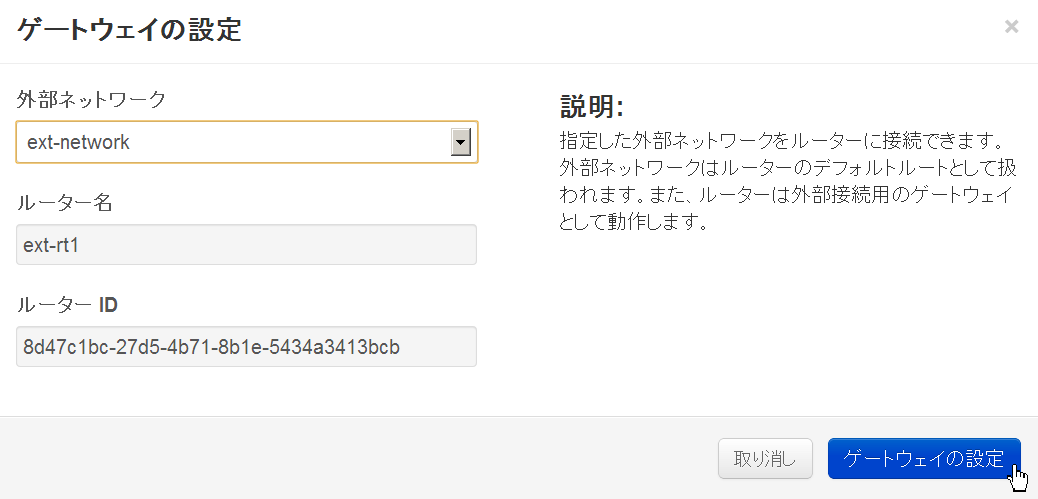 ゲートウェイの設定
×
外部ネットワーク
ext-network
ルーター名
ext-rt1
ルーター ID
8d47c1bc-27d5-4b71-8b1e-5434a3413bcb
説明:
指定した外部ネットワークをルーターに接続できます。
外部ネットワークはルーターのデフォルトルートとして扱
われます。また、ルーターは外部接続用のゲートウェイ
として動作します。
取り消し
ゲートウェイの設定